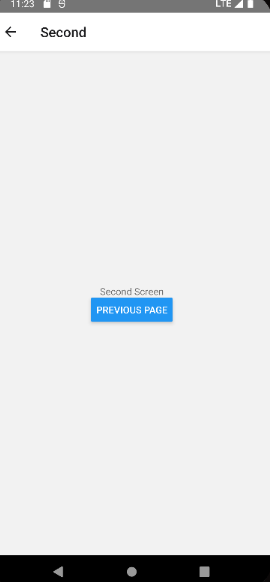 11:23 LTE
Second
Second Screen
PREVIOUS PAGE